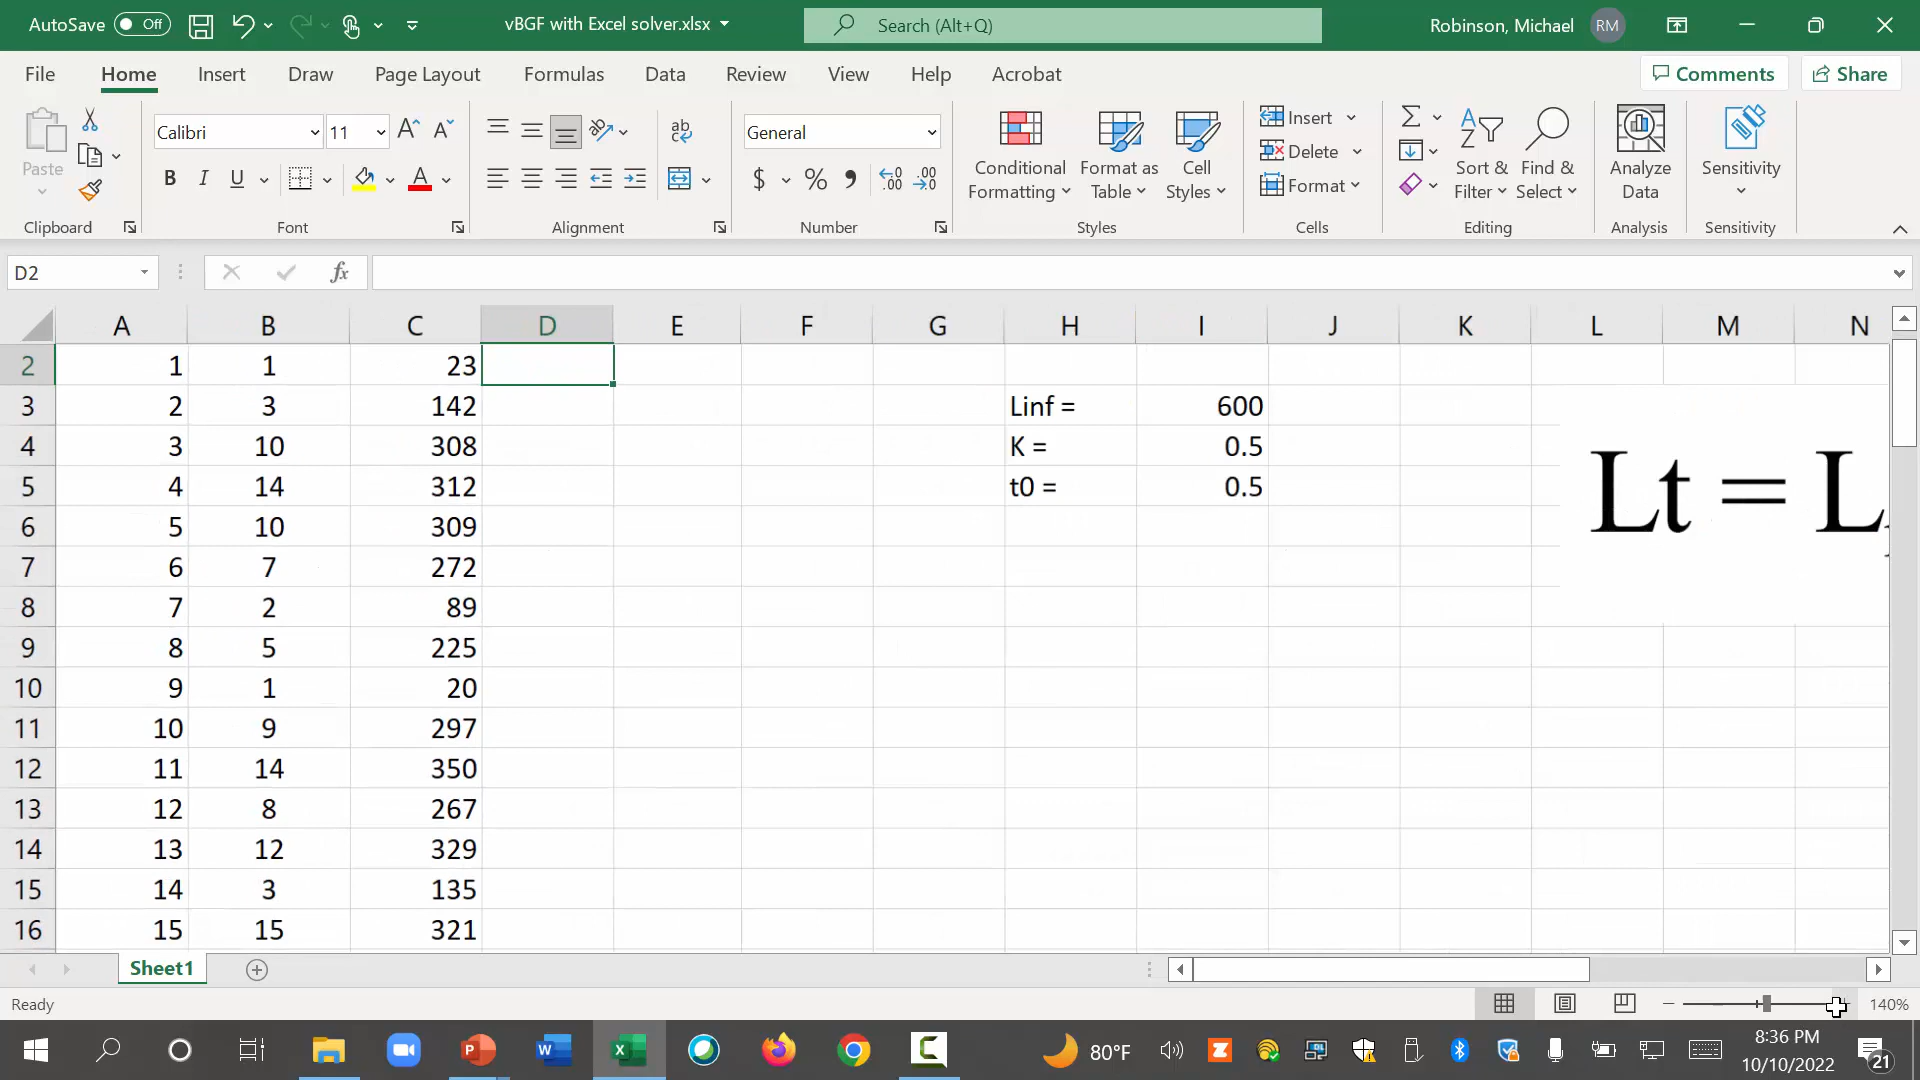 AutoSave Off vBGF with Excel solver.xlsx Search (Alt+Q) Robinson, Michael RM
File Home Insert Draw Page Layout Formulas Data Review View Help Acrobat Comments Share
Paste Calibri 11 General Conditional Formatting Format as Table Cell Styles Insert Delete Format Sort & Filter Find & Select Analyze Data Sensitivity
Clipboard Font Alignment Number Styles Cells Editing Analysis Sensitivity
D2 fx
A B C D E F G H I J K L M N
2 1 1 23
3 2 3 142 Linf = 600
4 3 10 308 K = 0.5
5 4 14 312 t0 = 0.5
Lt = L
6 5 10 309
7 6 7 272
8 7 2 89
9 8 5 225
10 9 1 20
11 10 9 297
12 11 14 350
13 12 8 267
14 13 12 329
15 14 3 135
16 15 15 321
Sheet1
Ready 140%
80°F 8:36 PM
10/10/2022 21